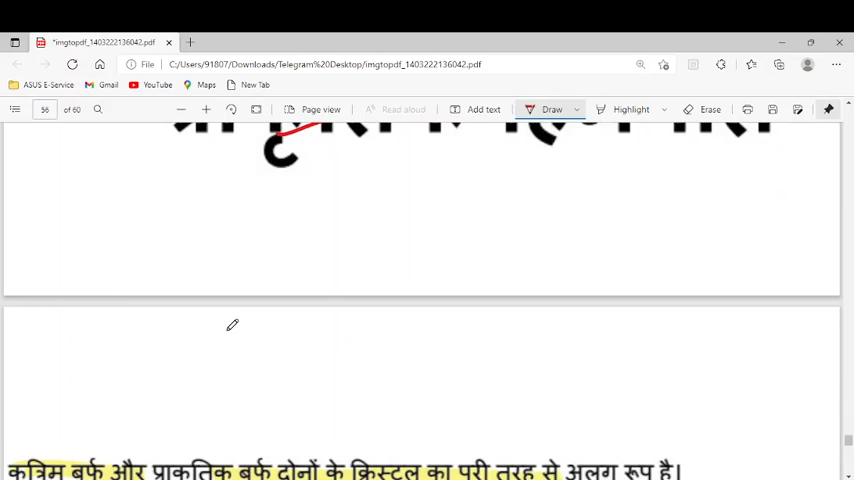 *imgtopdf_1403222136042.pdf
File C:/Users/91807/Downloads/Telegram%20Desktop/imgtopdf_1403222136042.pdf
ASUS E-Service Gmail YouTube Maps New Tab
56 of 60 Page view Read aloud Add text Draw Highlight Erase
कृत्रिम बर्फ और प्राकृतिक बर्फ दोनों के क्रिस्टल का पूरी तरह से अलग रूप है।